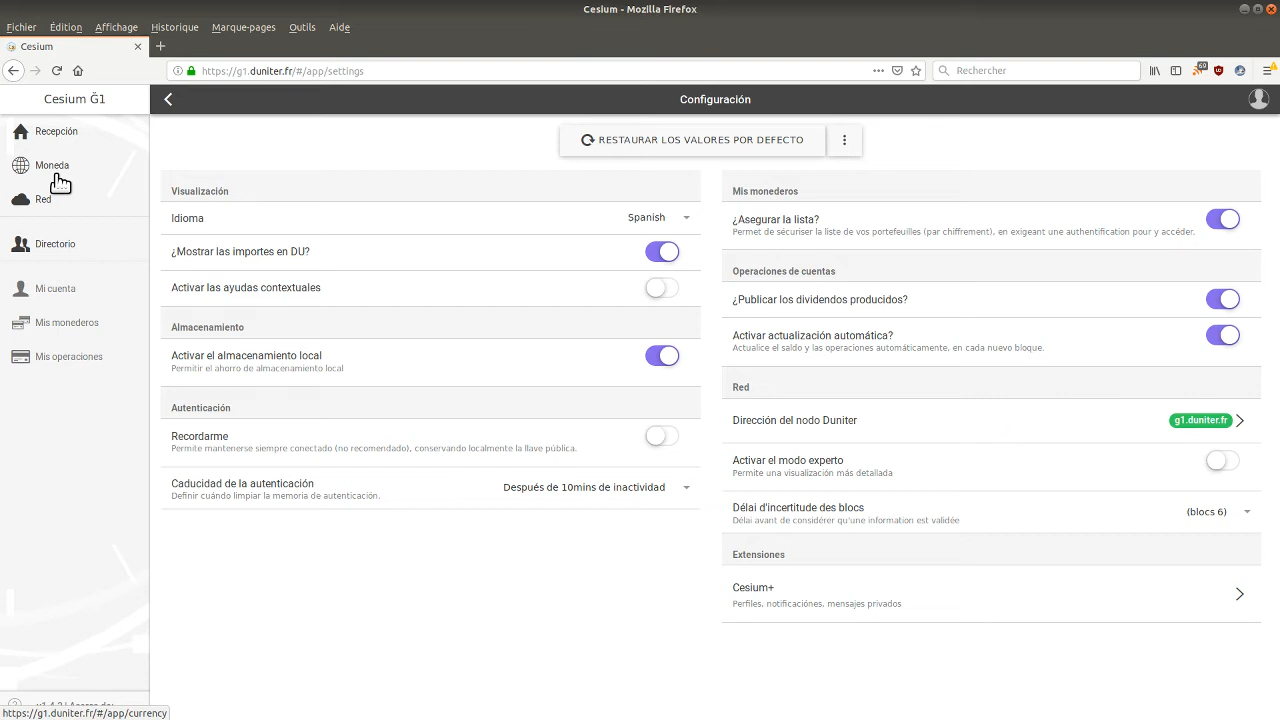 Cesium - Mozilla Firefox
Fichier Édition Affichage Historique Marque-pages Outils Aide
Cesium
https://g1.duniter.fr/#/app/settings
Rechercher
69
Cesium Ğ1
Configuración
Recepción
Moneda
Red
Directorio
Mi cuenta
Mis monederos
Mis operaciones
RESTAURAR LOS VALORES POR DEFECTO
Visualización
Idioma
Spanish
¿Mostrar las importes en DU?
Activar las ayudas contextuales
Almacenamiento
Activar el almacenamiento local
Permitir el ahorro de almacenamiento local
Autenticación
Recordarme
Permite mantenerse siempre conectado (no recomendado), conservando localmente la llave pública.
Caducidad de la autenticación
Definir cuándo limpiar la memoria de autenticación.
Después de 10mins de inactividad
Mis monederos
¿Asegurar la lista?
Permet de sécuriser la liste de vos portefeuilles (par chiffrement), en exigeant une authentification pour y accéder.
Operaciones de cuentas
¿Publicar los dividendos producidos?
Activar actualización automática?
Actualice el saldo y las operaciones automáticamente, en cada nuevo bloque.
Red
Dirección del nodo Duniter
g1.duniter.fr
Activar el modo experto
Permite una visualización más detallada
Délai d'incertitude des blocs
Délai avant de considérer qu'une information est validée
(blocs 6)
Extensiones
Cesium+
Perfiles, notificaciónes, mensajes privados
https://g1.duniter.fr/#/app/currency